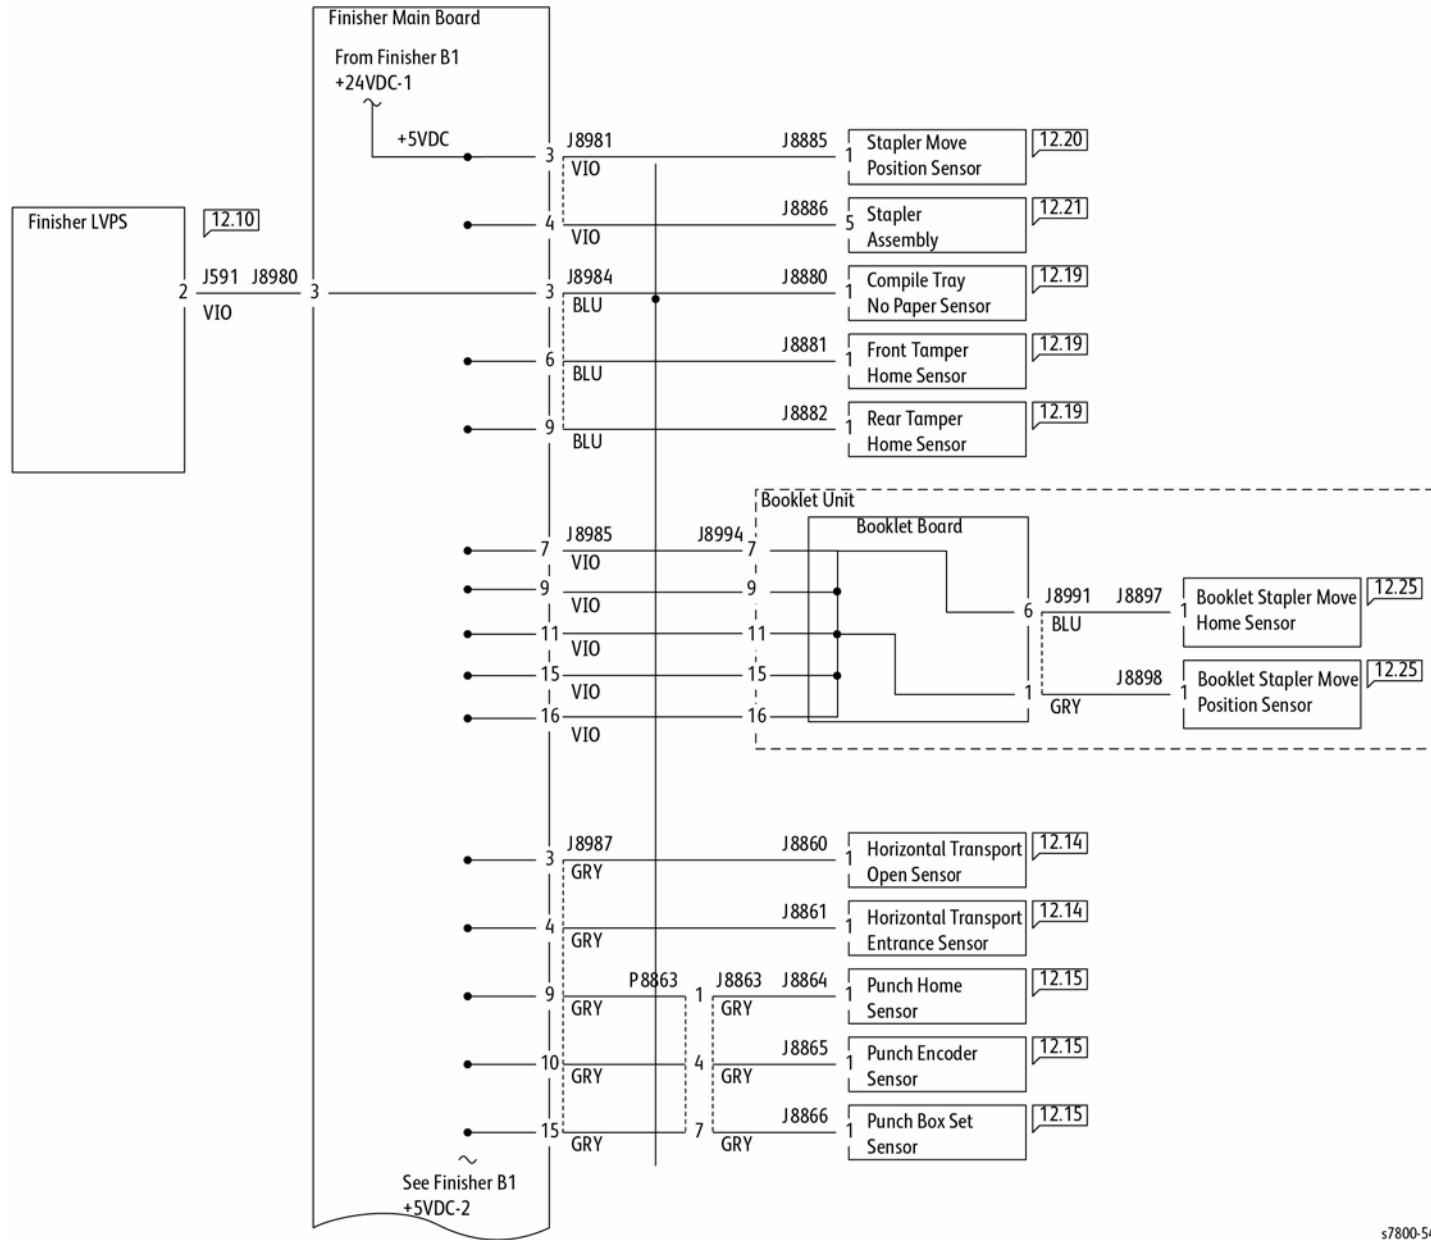 Finisher Main Board
From Finisher B1
+24VDC-1
+5VDC
3 J8981 J8885 1 Stapler Move 12.20
VIO Position Sensor
4 J8886 5 Stapler 12.21
VIO Assembly
Finisher LVPS 12.10
2 J591 J8980 3 3 J8984 J8880 1 Compile Tray 12.19
VIO BLU No Paper Sensor
6 J8881 1 Front Tamper 12.19
BLU Home Sensor
9 J8882 1 Rear Tamper 12.19
BLU Home Sensor
Booklet Unit
Booklet Board
7 J8985 J8994 7
VIO
9 9
VIO
6 J8991 J8897 1 Booklet Stapler Move 12.25
BLU Home Sensor
11 11
VIO
15 15
VIO
1 J8898 1 Booklet Stapler Move 12.25
GRY Position Sensor
16 16
VIO
3 J8987 J8860 1 Horizontal Transport 12.14
GRY Open Sensor
4 J8861 1 Horizontal Transport 12.14
GRY Entrance Sensor
9 P8863 1 J8863 J8864 1 Punch Home 12.15
GRY GRY Sensor
10 4 J8865 1 Punch Encoder 12.15
GRY GRY Sensor
15 7 J8866 1 Punch Box Set 12.15
GRY GRY Sensor
See Finisher B1
+5VDC-2